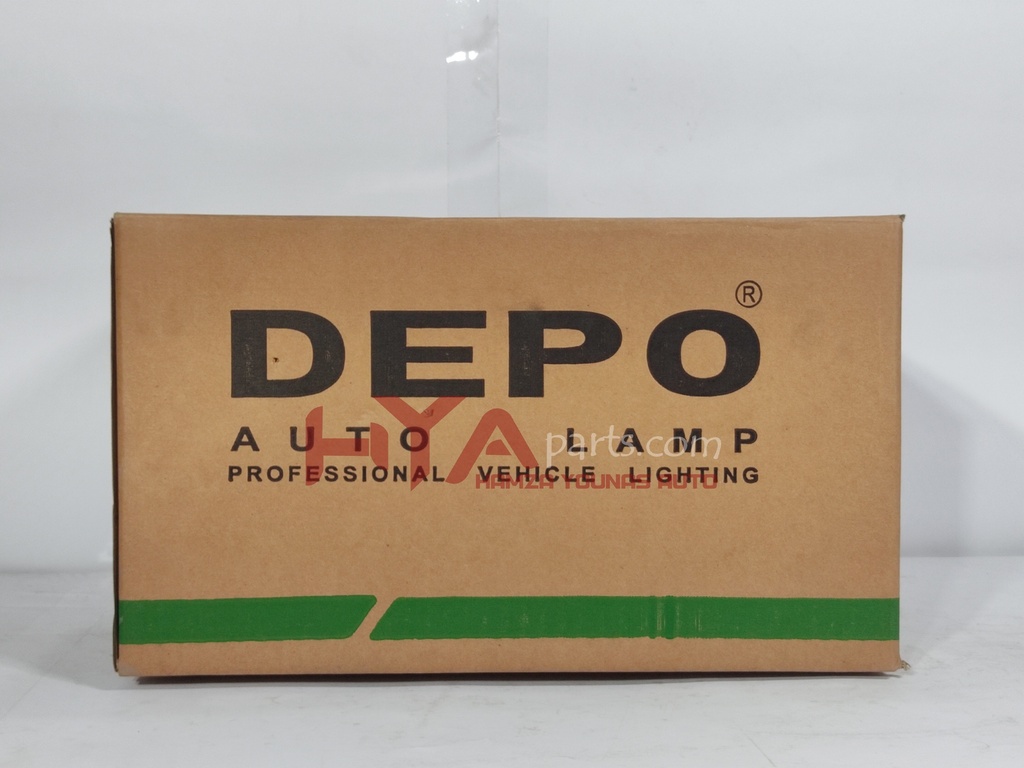 DEPO®
AUTO LAMP
HYA parts.com
PROFESSIONAL VEHICLE LIGHTING
HAMZA YOUNAS AUTO